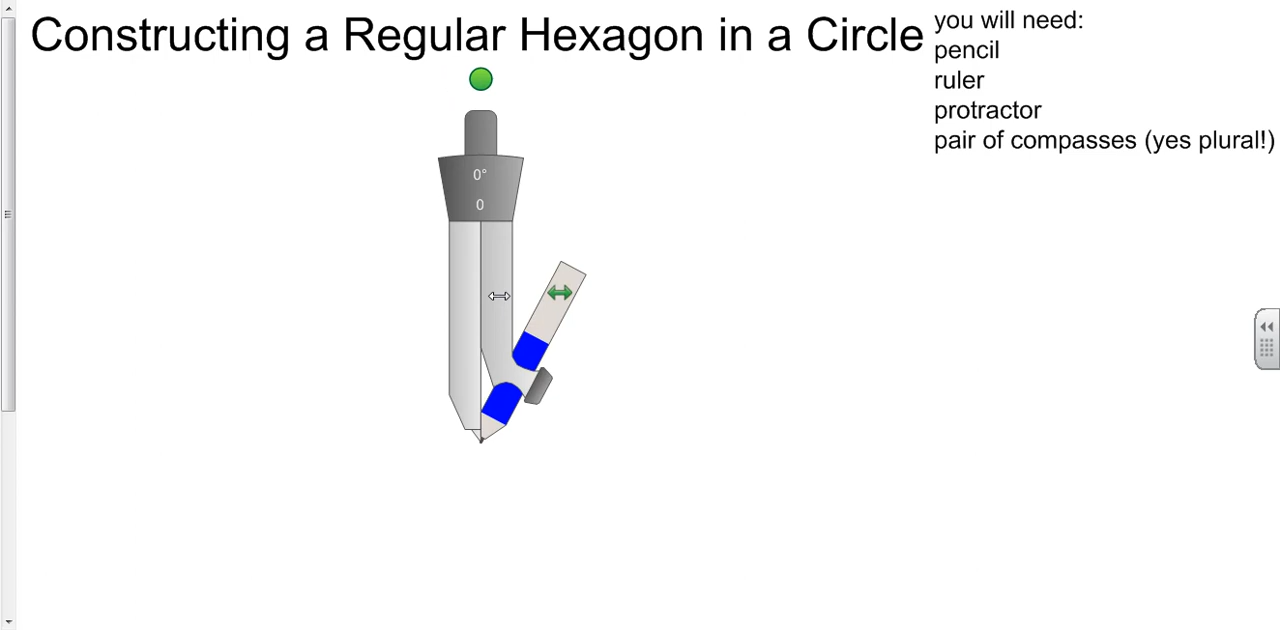 Constructing a Regular Hexagon in a Circle
you will need:
pencil
ruler
protractor
pair of compasses (yes plural!)
0°
0